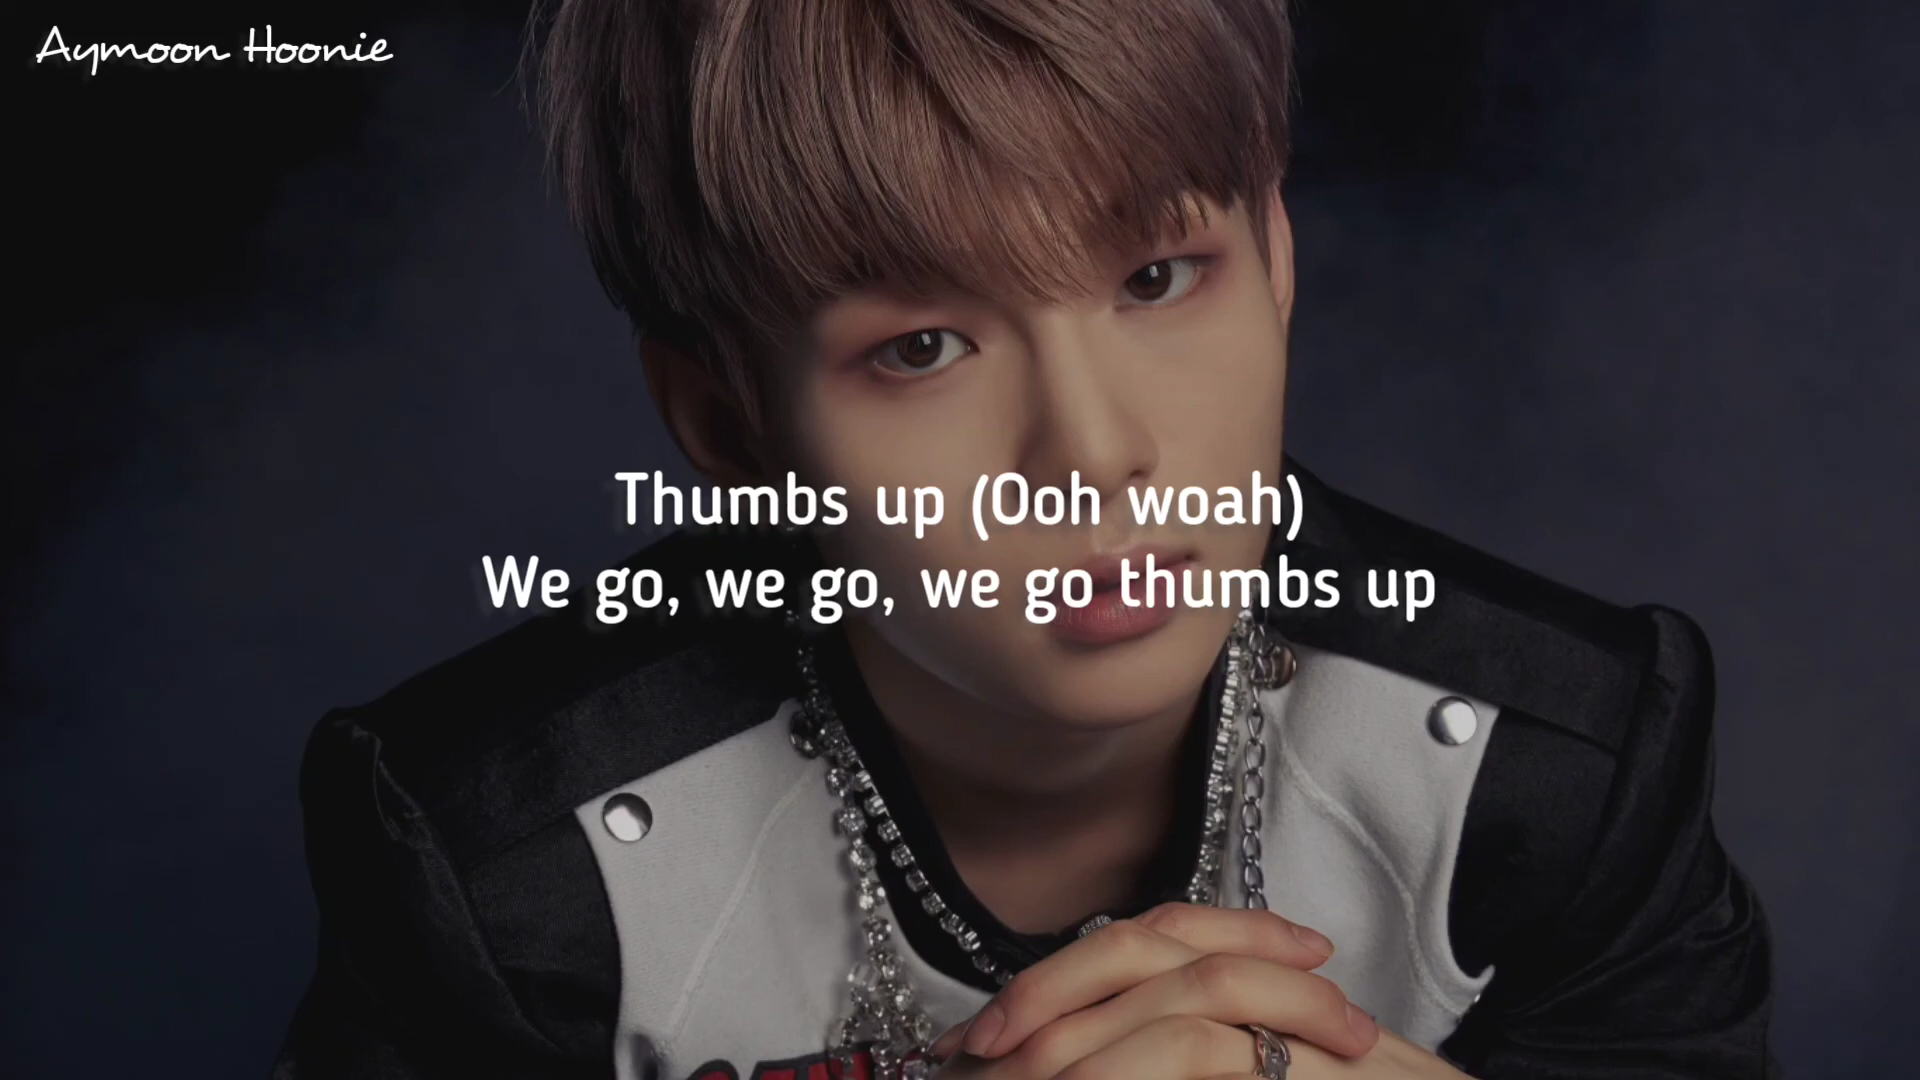 Aymoon Hoonie
Thumbs up (Ooh woah)
We go, we go, we go thumbs up